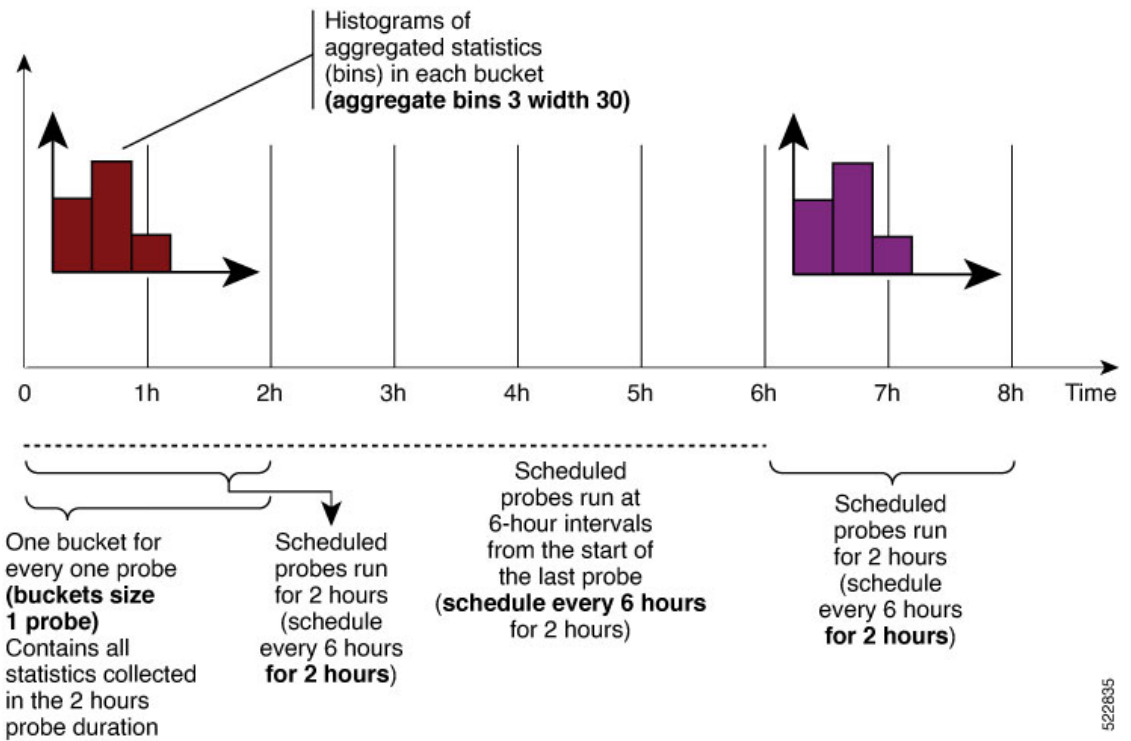 Histograms of
aggregated statistics
(bins) in each bucket
(aggregate bins 3 width 30)
0
1h
2h
3h
4h
5h
6h
7h
8h
Time
One bucket for
every one probe
(buckets size
1 probe)
Contains all
statistics collected
in the 2 hours
probe duration
Scheduled
probes run
for 2 hours
(schedule
every 6 hours
for 2 hours)
Scheduled
probes run at
6-hour intervals
from the start of
the last probe
(schedule every 6 hours
for 2 hours)
Scheduled
probes run
for 2 hours
(schedule
every 6 hours
for 2 hours)
522835